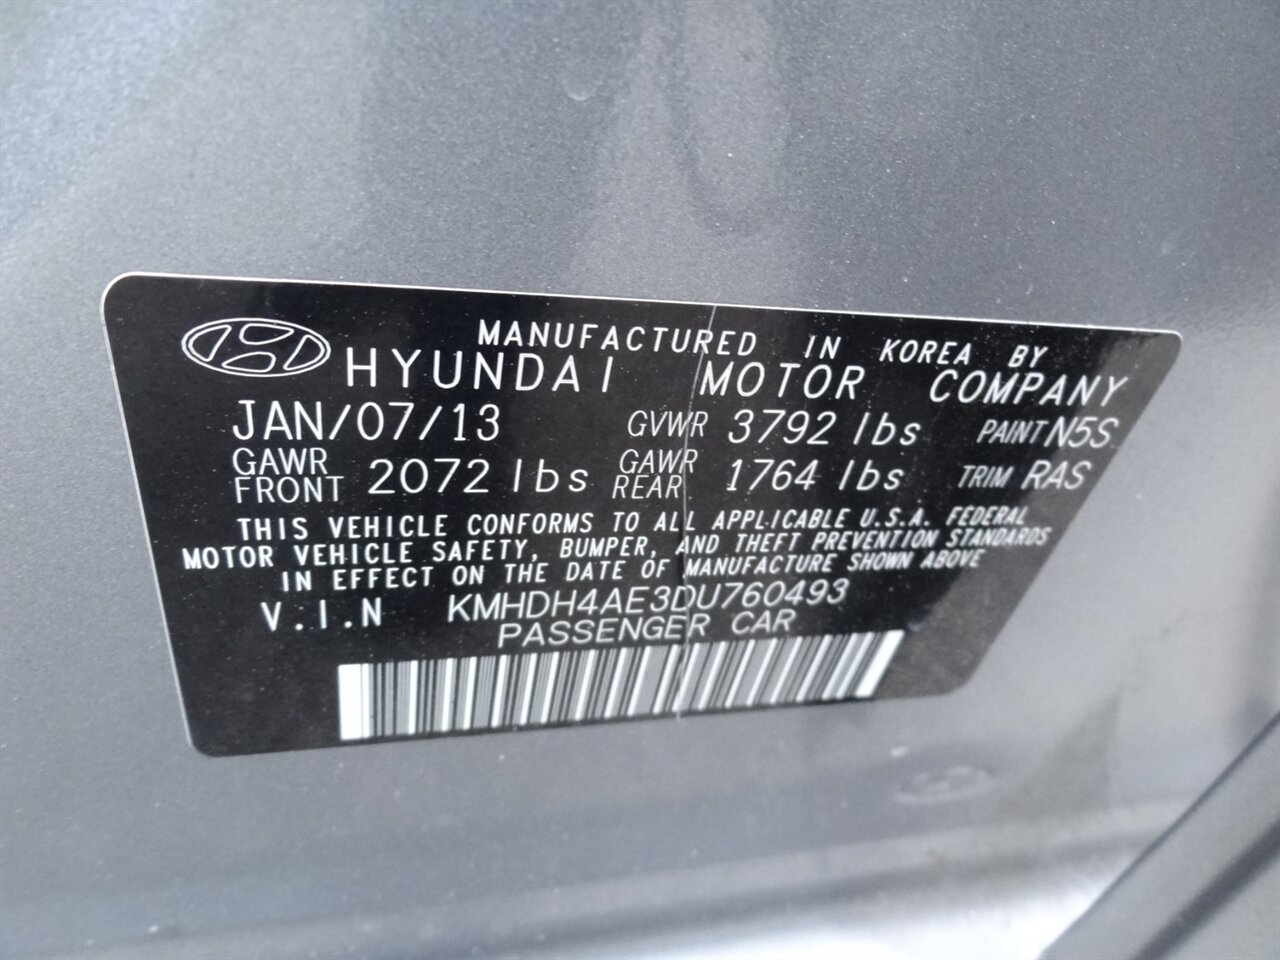 MANUFACTURED IN KOREA BY
HYUNDAI MOTOR COMPANY
JAN/07/13 GVWR 3792 lbs PAINT N5S
GAWR FRONT 2072 lbs GAWR REAR 1764 lbs TRIM RAS
THIS VEHICLE CONFORMS TO ALL APPLICABLE U.S.A. FEDERAL
MOTOR VEHICLE SAFETY, BUMPER, AND THEFT PREVENTION STANDARDS
IN EFFECT ON THE DATE OF MANUFACTURE SHOWN ABOVE
V.I.N KMHDH4AE3DU760493
PASSENGER CAR